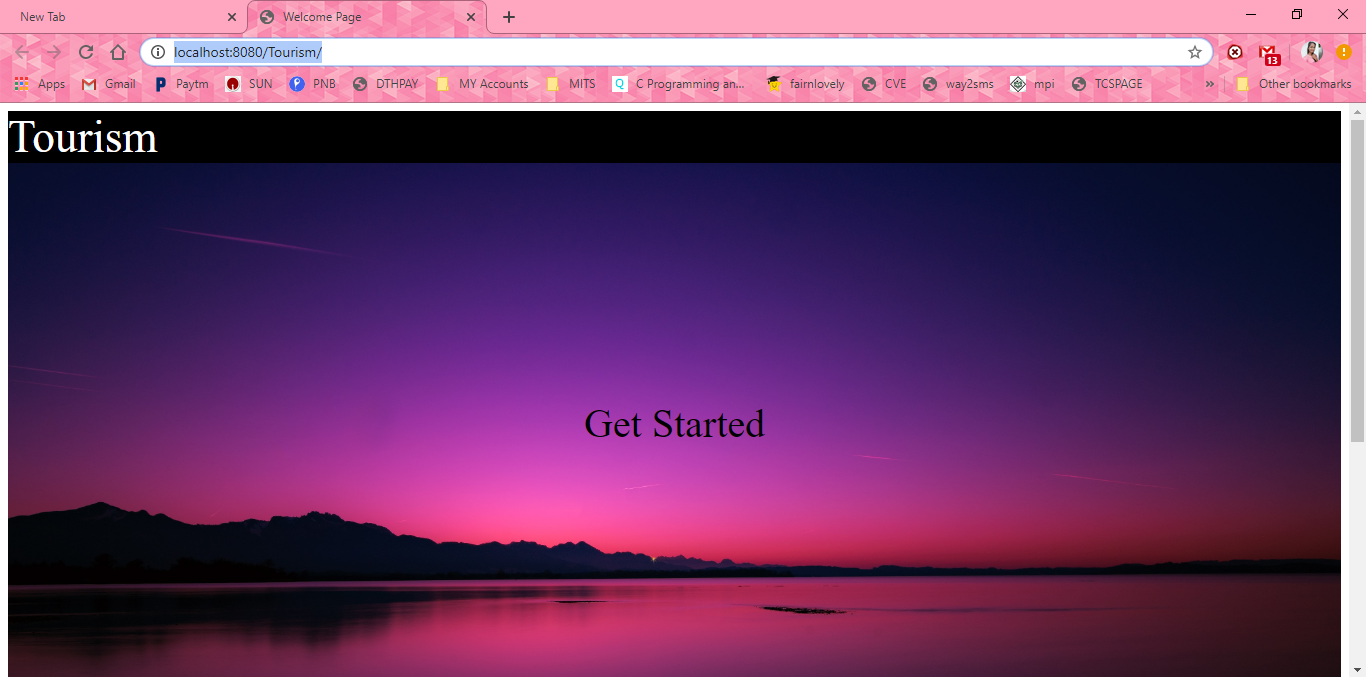 New Tab
Welcome Page
localhost:8080/Tourism/
13
Apps
Gmail
Paytm
SUN
PNB
DTHPAY
MY Accounts
MITS
Q
C Programming an...
fairnlovely
CVE
way2sms
mpi
TCSPAGE
»
Other bookmarks
Tourism
Get Started